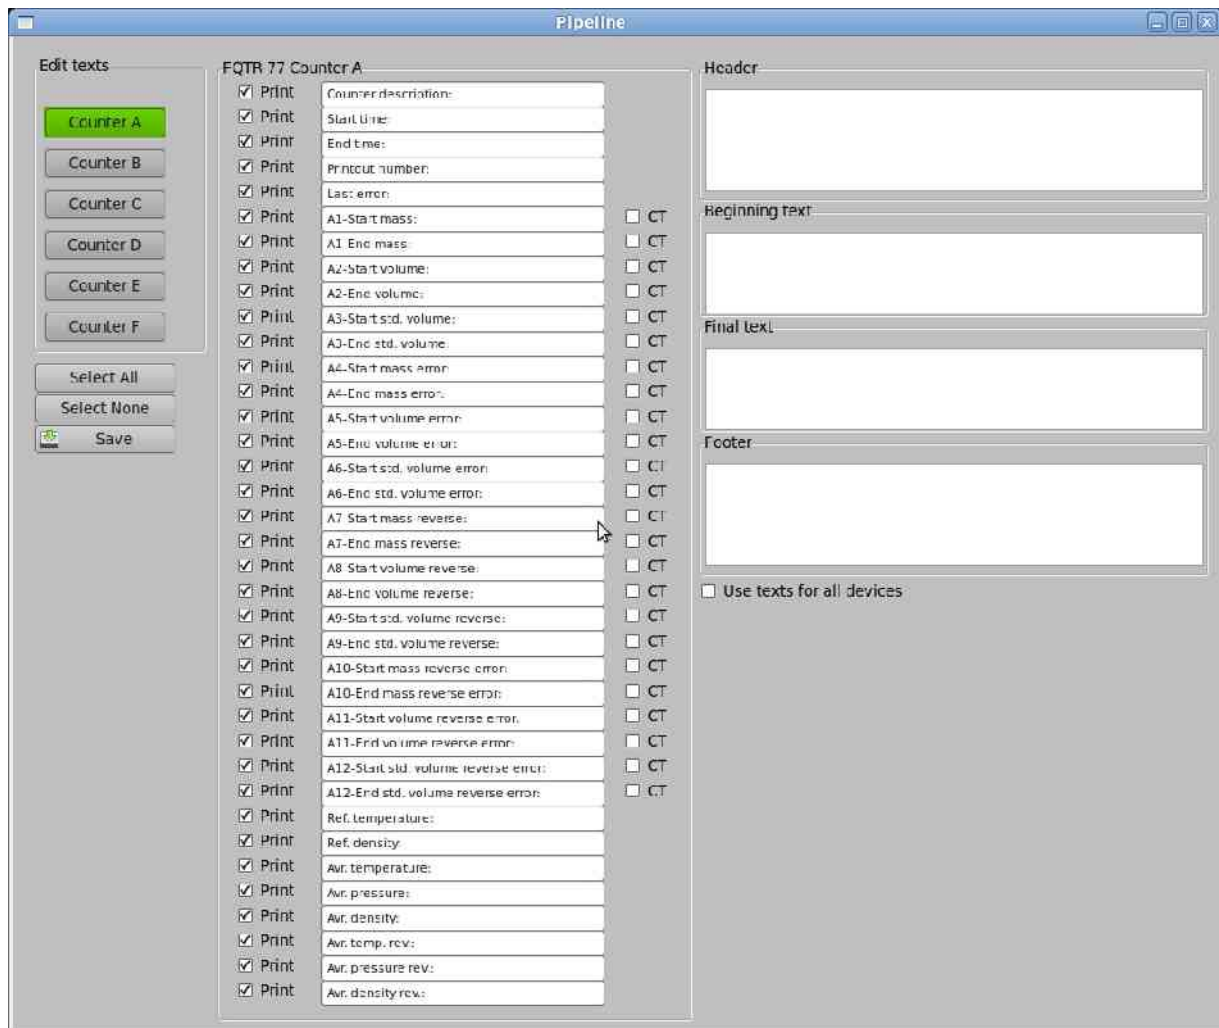 Pipeline
Edit texts
Counter A
Counter B
Counter C
Counter D
Counter E
Counter F
Select All
Select None
Save
FQTR 77 Counter A
Print Counter description:
Print Start time:
Print End time:
Print Printout number:
Print Last error:
Print A1-Start mass: CT
Print A1-End mass: CT
Print A2-Start volume: CT
Print A2-End volume: CT
Print A3-Start std. volume: CT
Print A3-End std. volume: CT
Print A4-Start mass error: CT
Print A4-End mass error: CT
Print A5-Start volume error: CT
Print A5-End volume error: CT
Print A6-Start std. volume error: CT
Print A6-End std. volume error: CT
Print A7-Start mass reverse: CT
Print A7-End mass reverse: CT
Print A8-Start volume reverse: CT
Print A8-End volume reverse: CT
Print A9-Start std. volume reverse: CT
Print A9-End std. volume reverse: CT
Print A10-Start mass reverse error: CT
Print A10-End mass reverse error: CT
Print A11-Start volume reverse error: CT
Print A11-End volume reverse error: CT
Print A12-Start std. volume reverse error: CT
Print A12-End std. volume reverse error: CT
Print Ref. temperature:
Print Ref. density:
Print Avr. temperature:
Print Avr. pressure:
Print Avr. density:
Print Avr. temp. rev.:
Print Avr. pressure rev.:
Print Avr. density rev.:
Header
Beginning text
Final text
Footer
Use texts for all devices